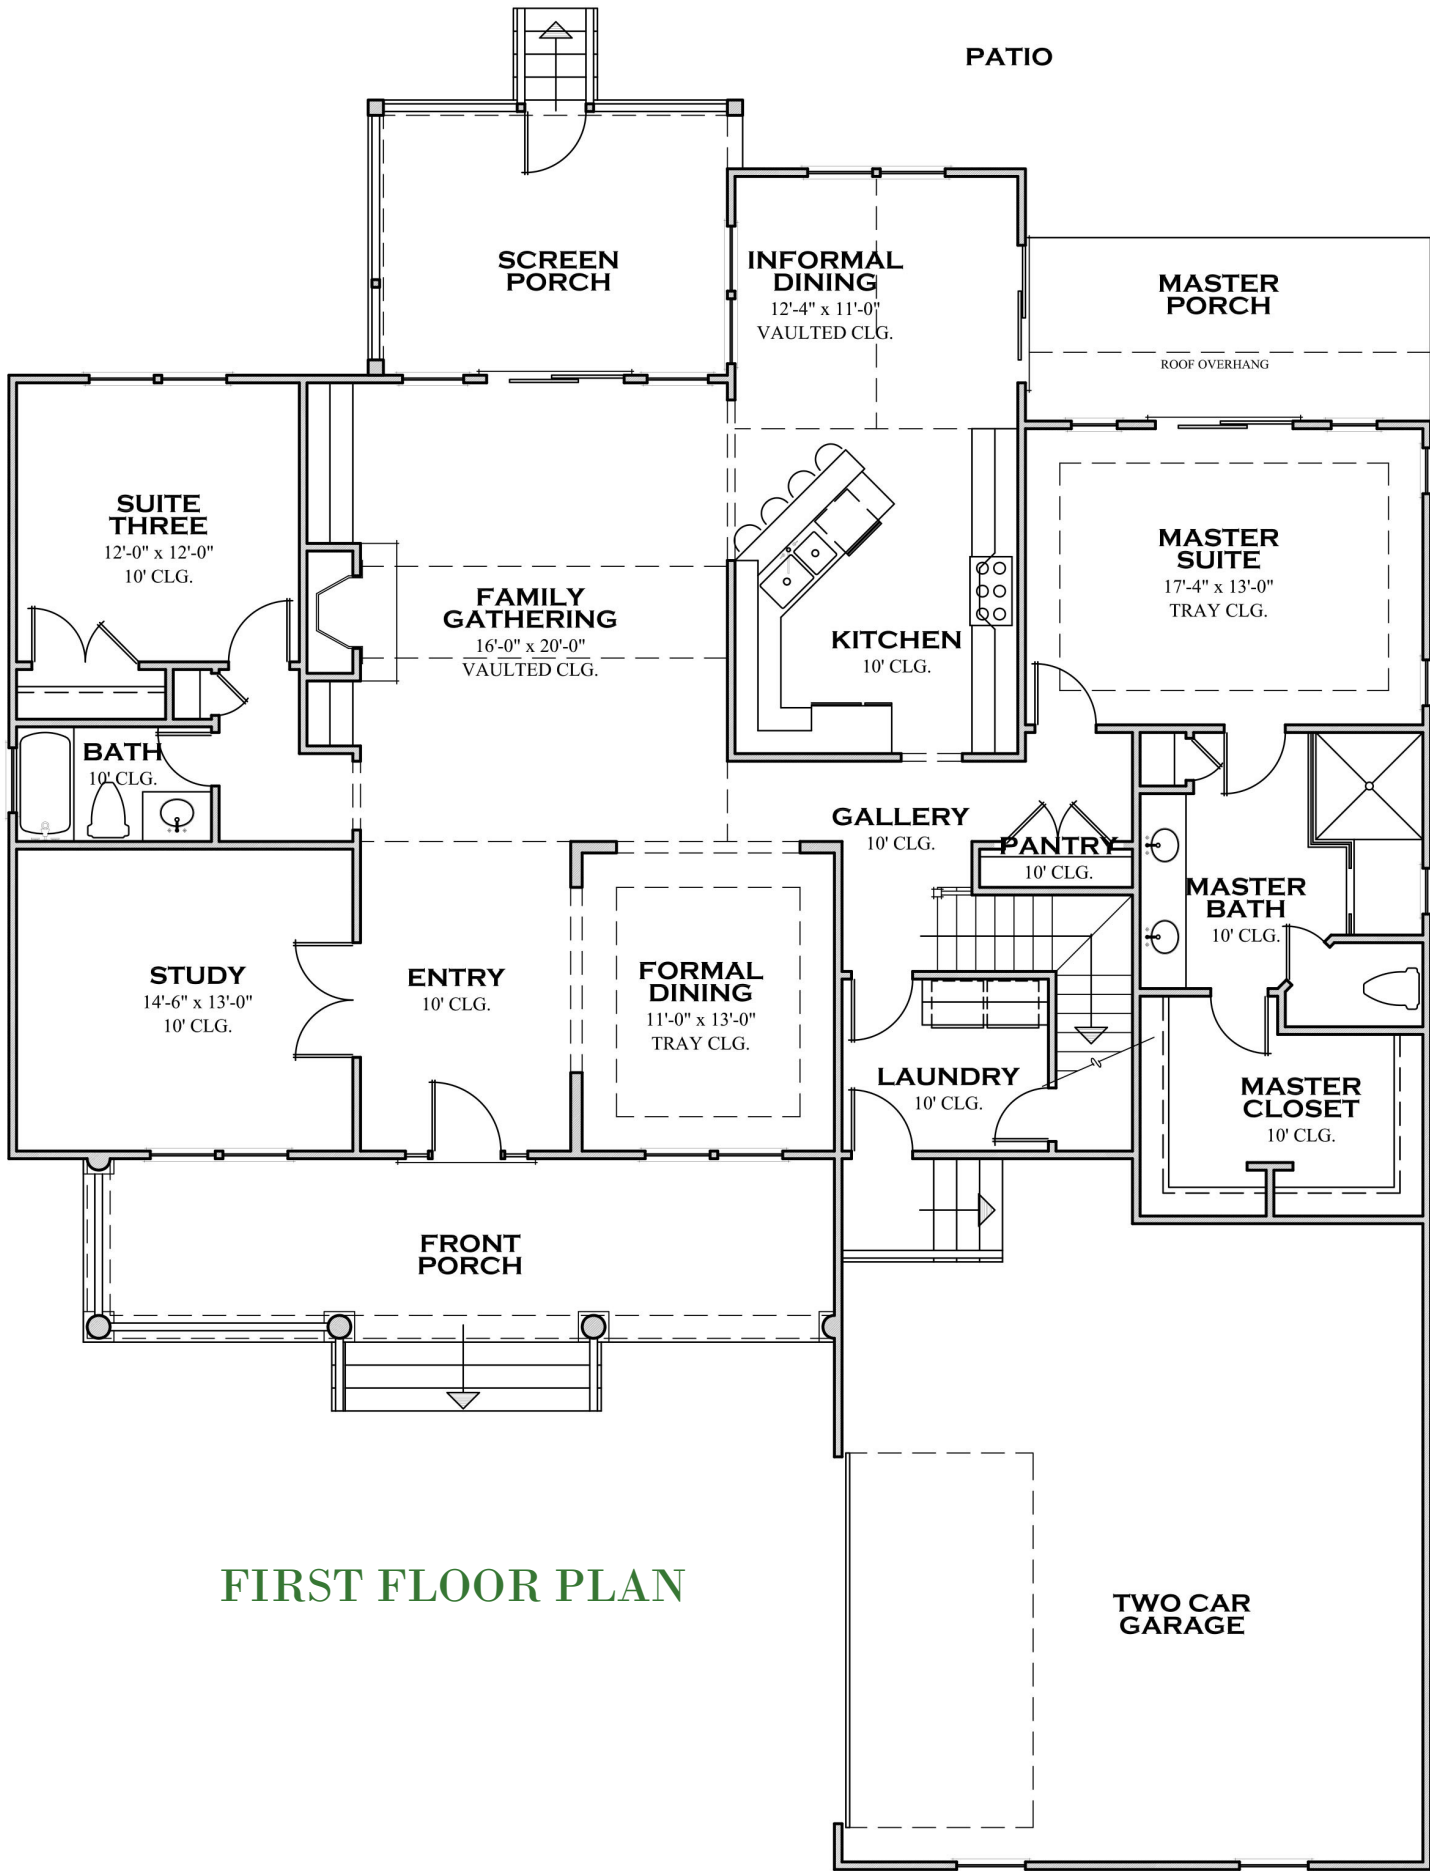 PATIO
SCREEN
PORCH
INFORMAL
DINING
12'-4" x 11'-0"
VAULTED CLG.
MASTER
PORCH
ROOF OVERHANG
SUITE
THREE
12'-0" x 12'-0"
10' CLG.
FAMILY
GATHERING
16'-0" x 20'-0"
VAULTED CLG.
KITCHEN
10' CLG.
MASTER
SUITE
17'-4" x 13'-0"
TRAY CLG.
BATH
10' CLG.
GALLERY
10' CLG.
PANTRY
10' CLG.
MASTER
BATH
10' CLG.
STUDY
14'-6" x 13'-0"
10' CLG.
ENTRY
10' CLG.
FORMAL
DINING
11'-0" x 13'-0"
TRAY CLG.
LAUNDRY
10' CLG.
MASTER
CLOSET
10' CLG.
FRONT
PORCH
FIRST FLOOR PLAN
TWO CAR
GARAGE